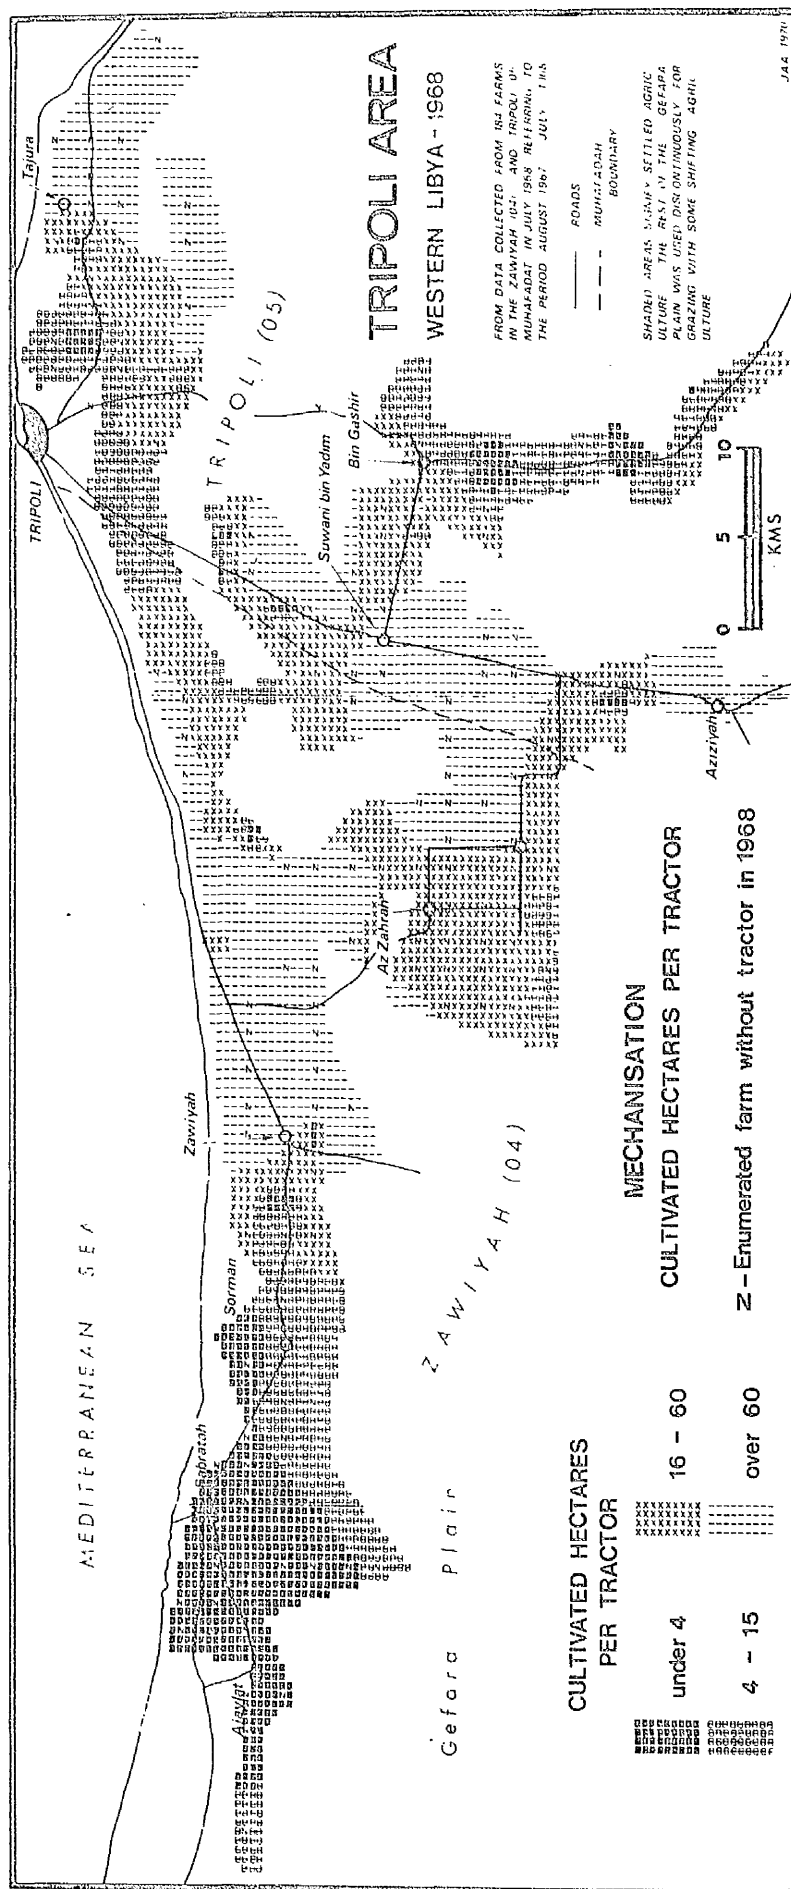 TRIPOLI AREA
WESTERN LIBYA - 1968
FROM DATA COLLECTED FROM 184 FARMS
IN THE ZAWIYAH (04) AND TRIPOLI
MUHAFADAT IN JULY 1968 REFERRING TO
THE PERIOD AUGUST 1967 JULY
ROADS
MUHAFADAH
BOUNDARY
SHADED AREAS SIGNIFY SETTLED AGRIC
ULTURE THE REST OF THE GEFARA
PLAIN WAS USED DISCONTINUOUSLY FOR
GRAZING WITH SOME SHIFTING AGRIC
ULTURE
JAA 1970
MEDITERRANEAN SEA
Tajura
TRIPOLI
TRIPOLI (05)
Bin Gashir
Suwani bin Yadim
Aziziyah
Az Zahrah
Zawiyah
ZAWIYAH (04)
Sorman
Sabratah
Ajaylat
Gefara Plain
0 5 10
KMS
MECHANISATION
CULTIVATED HECTARES PER TRACTOR
N - Enumerated farm without tractor in 1968
CULTIVATED HECTARES
PER TRACTOR
under 4
16 - 60
4 - 15
over 60